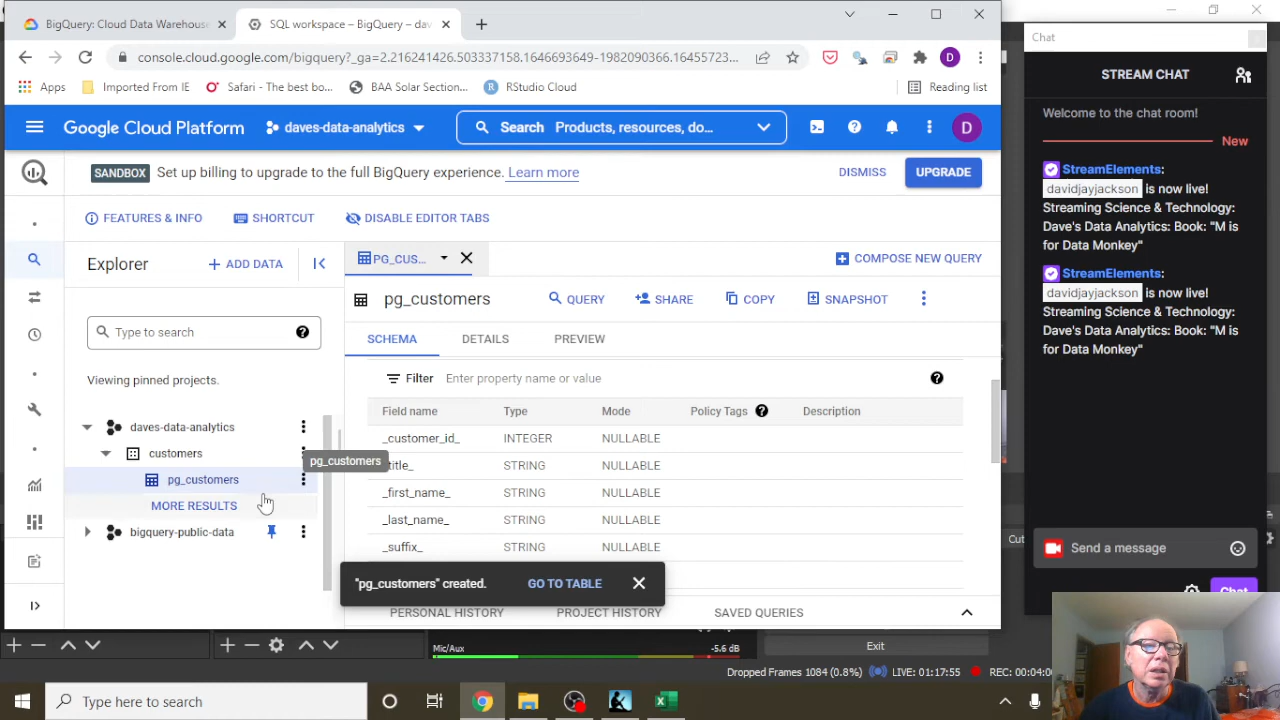 BigQuery: Cloud Data Warehouse
SQL workspace – BigQuery – dav
console.cloud.google.com/bigquery?_ga=2.216241426.503337158.1646693649-1982090366.16455723...
D
Apps
Imported From IE
Safari - The best bo...
BAA Solar Section...
RStudio Cloud
Reading list
Google Cloud Platform
daves-data-analytics
Search Products, resources, do...
D
SANDBOX Set up billing to upgrade to the full BigQuery experience. Learn more
DISMISS
UPGRADE
FEATURES & INFO
SHORTCUT
DISABLE EDITOR TABS
Explorer
+ ADD DATA
PG_CUS...
COMPOSE NEW QUERY
Type to search
pg_customers
QUERY
SHARE
COPY
SNAPSHOT
SCHEMA
DETAILS
PREVIEW
Viewing pinned projects.
daves-data-analytics
customers
pg_customers
pg_customers
MORE RESULTS
bigquery-public-data
Filter Enter property name or value
Field name Type Mode Policy Tags Description
_customer_id_ INTEGER NULLABLE
title_ STRING NULLABLE
_first_name_ STRING NULLABLE
_last_name_ STRING NULLABLE
_suffix_ STRING NULLABLE
"pg_customers" created.
GO TO TABLE
PERSONAL HISTORY
PROJECT HISTORY
SAVED QUERIES
Chat
STREAM CHAT
Welcome to the chat room!
New
StreamElements:
davidjayjackson is now live!
Streaming Science & Technology:
Dave's Data Analytics: Book: "M is
for Data Monkey"
StreamElements:
davidjayjackson is now live!
Streaming Science & Technology:
Dave's Data Analytics: Book: "M is
for Data Monkey"
Send a message
Chat
Mic/Aux
-5.6 dB
Exit
Dropped Frames 1084 (0.8%)
LIVE: 01:17:55
REC: 00:04:0
Type here to search